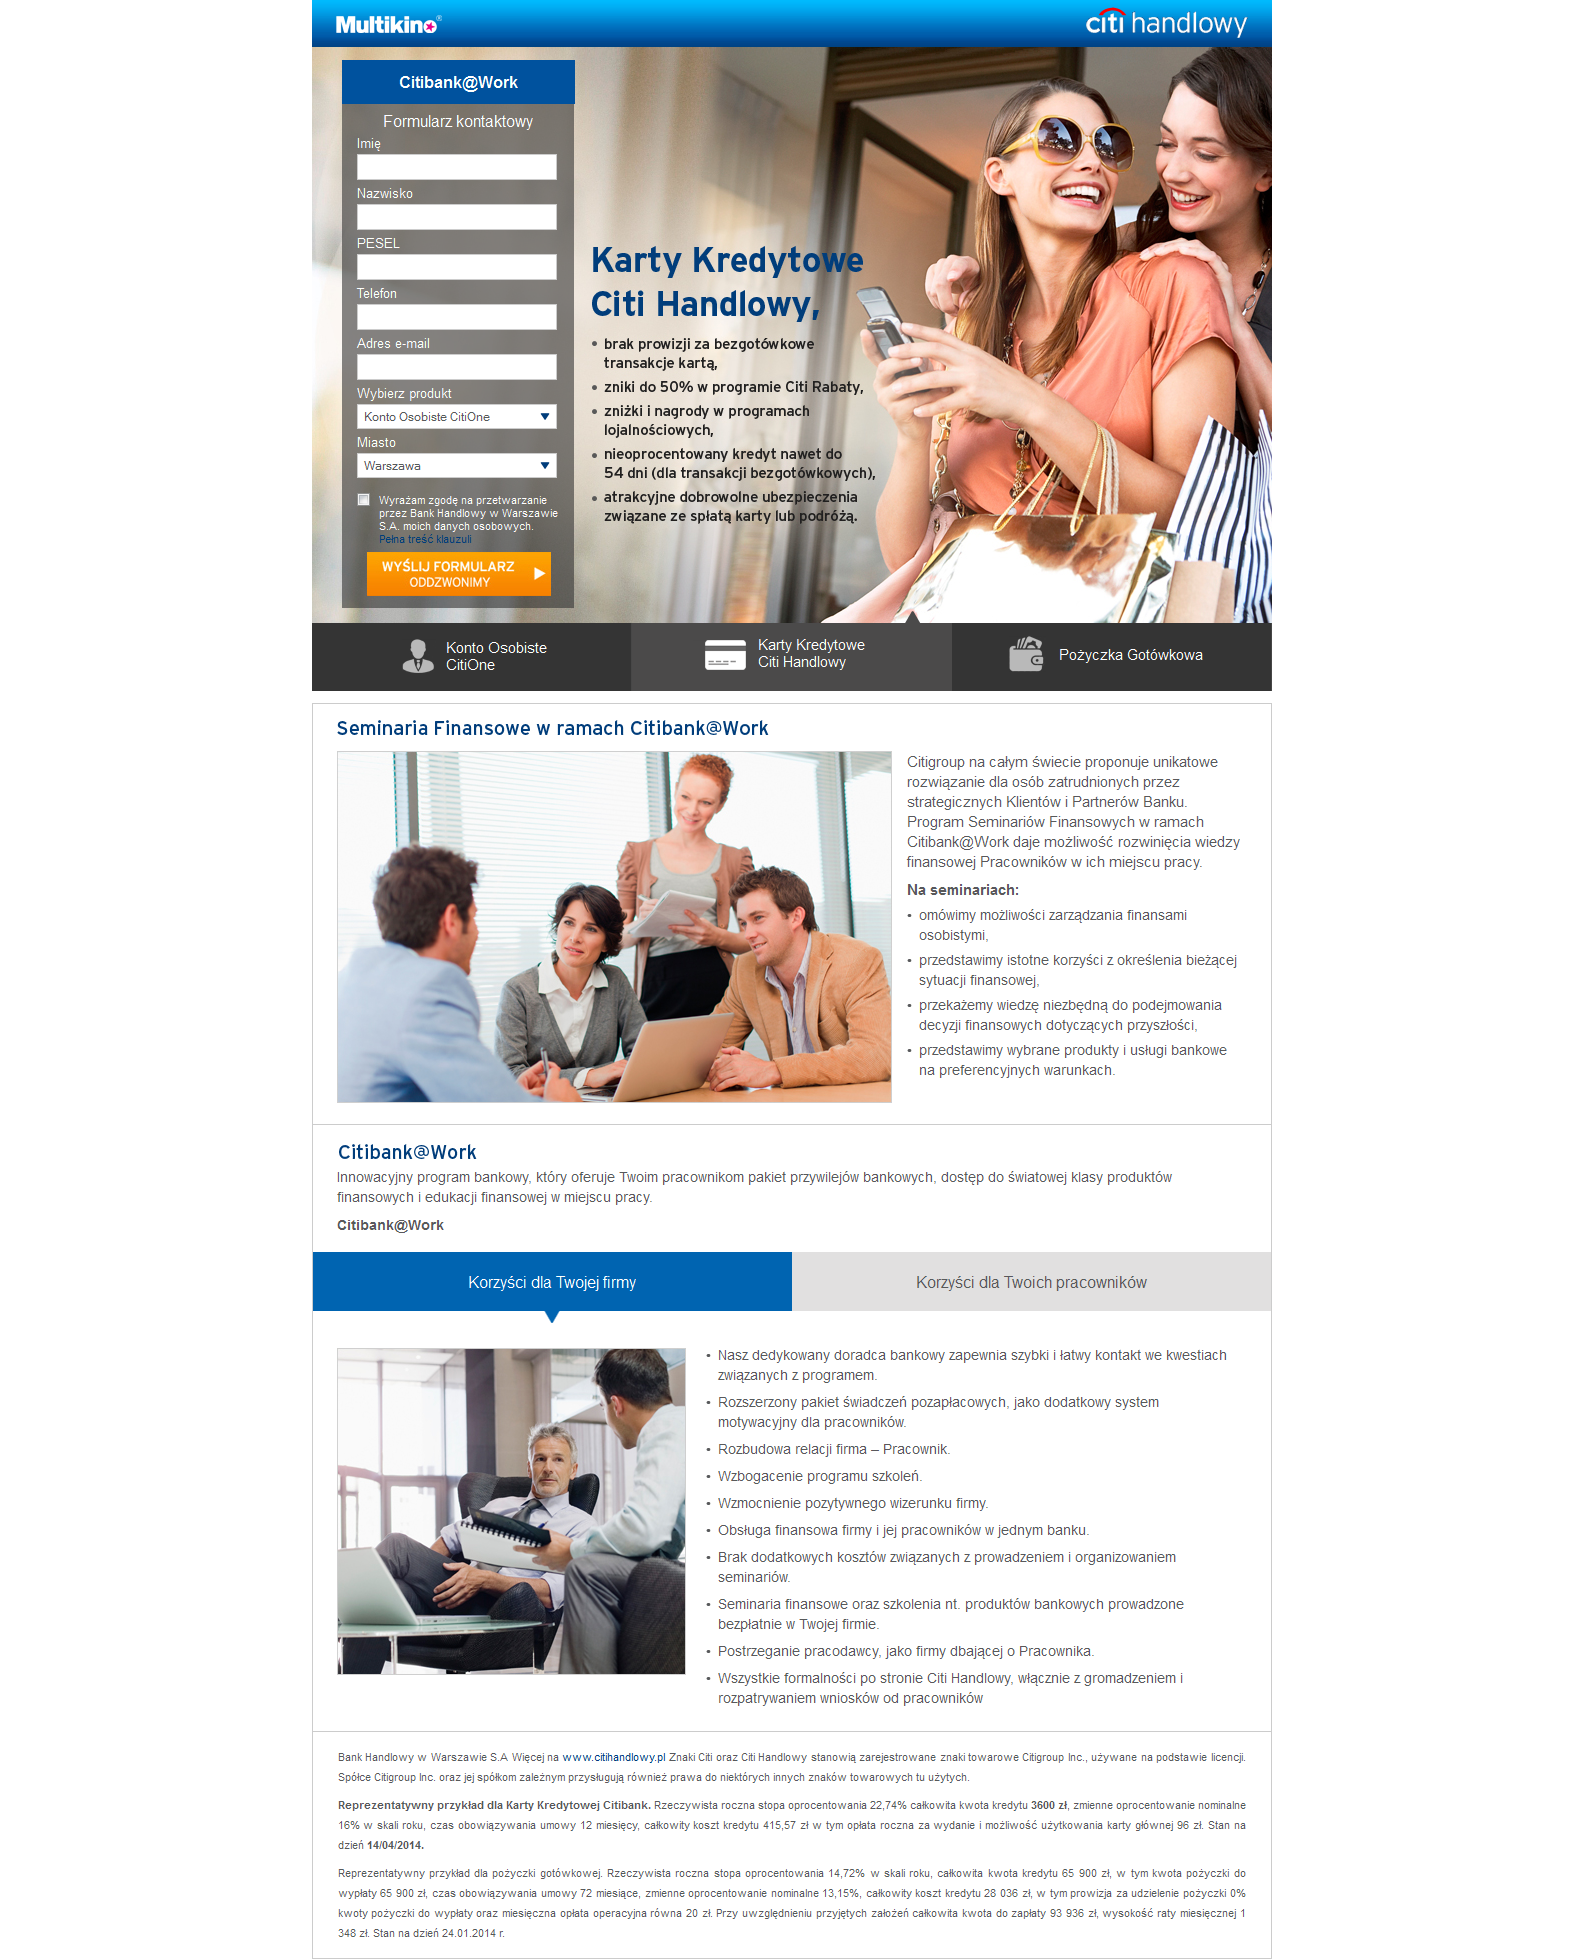 Multikino®
citi handlowy
Citibank@Work
Formularz kontaktowy
Imię
Nazwisko
PESEL
Telefon
Adres e-mail
Wybierz produkt
Konto Osobiste CitiOne
Miasto
Warszawa
Wyrażam zgodę na przetwarzanie
przez Bank Handlowy w Warszawie
S.A. moich danych osobowych.
Pełna treść klauzuli
WYŚLIJ FORMULARZ
ODDZWONIMY
Karty Kredytowe
Citi Handlowy,
• brak prowizji za bezgotówkowe
transakcje kartą,
• zniki do 50% w programie Citi Rabaty,
• zniżki i nagrody w programach
lojalnościowych,
• nieoprocentowany kredyt nawet do
54 dni (dla transakcji bezgotówkowych),
• atrakcyjne dobrowolne ubezpieczenia
związane ze spłatą karty lub podróżą.
Konto Osobiste
CitiOne
Karty Kredytowe
Citi Handlowy
Pożyczka Gotówkowa
Seminaria Finansowe w ramach Citibank@Work
Citigroup na całym świecie proponuje unikatowe
rozwiązanie dla osób zatrudnionych przez
strategicznych Klientów i Partnerów Banku.
Program Seminariów Finansowych w ramach
Citibank@Work daje możliwość rozwinięcia wiedzy
finansowej Pracowników w ich miejscu pracy.
Na seminariach:
• omówimy możliwości zarządzania finansami
osobistymi,
• przedstawimy istotne korzyści z określenia bieżącej
sytuacji finansowej,
• przekażemy wiedzę niezbędną do podejmowania
decyzji finansowych dotyczących przyszłości,
• przedstawimy wybrane produkty i usługi bankowe
na preferencyjnych warunkach.
Citibank@Work
Innowacyjny program bankowy, który oferuje Twoim pracownikom pakiet przywilejów bankowych, dostęp do światowej klasy produktów
finansowych i edukacji finansowej w miejscu pracy.
Citibank@Work
Korzyści dla Twojej firmy
Korzyści dla Twoich pracowników
• Nasz dedykowany doradca bankowy zapewnia szybki i łatwy kontakt we kwestiach
związanych z programem.
• Rozszerzony pakiet świadczeń pozapłacowych, jako dodatkowy system
motywacyjny dla pracowników.
• Rozbudowa relacji firma – Pracownik.
• Wzbogacenie programu szkoleń.
• Wzmocnienie pozytywnego wizerunku firmy.
• Obsługa finansowa firmy i jej pracowników w jednym banku.
• Brak dodatkowych kosztów związanych z prowadzeniem i organizowaniem
seminariów.
• Seminaria finansowe oraz szkolenia nt. produktów bankowych prowadzone
bezpłatnie w Twojej firmie.
• Postrzeganie pracodawcy, jako firmy dbającej o Pracownika.
• Wszystkie formalności po stronie Citi Handlowy, włącznie z gromadzeniem i
rozpatrywaniem wniosków od pracowników
Bank Handlowy w Warszawie S.A Więcej na www.citihandlowy.pl Znaki Citi oraz Citi Handlowy stanowią zarejestrowane znaki towarowe Citigroup Inc., używane na podstawie licencji.
Spółce Citigroup Inc. oraz jej spółkom zależnym przysługują również prawa do niektórych innych znaków towarowych tu użytych.
Reprezentatywny przykład dla Karty Kredytowej Citibank. Rzeczywista roczna stopa oprocentowania 22,74% całkowita kwota kredytu 3600 zł, zmienne oprocentowanie nominalne
16% w skali roku, czas obowiązywania umowy 12 miesięcy, całkowity koszt kredytu 415,57 zł w tym opłata roczna za wydanie i możliwość użytkowania karty głównej 96 zł. Stan na
dzień 14/04/2014.
Reprezentatywny przykład dla pożyczki gotówkowej. Rzeczywista roczna stopa oprocentowania 14,72% w skali roku, całkowita kwota kredytu 65 900 zł, w tym kwota pożyczki do
wypłaty 65 900 zł, czas obowiązywania umowy 72 miesiące, zmienne oprocentowanie nominalne 13,15%, całkowity koszt kredytu 28 036 zł, w tym prowizja za udzielenie pożyczki 0%
kwoty pożyczki do wypłaty oraz miesięczna opłata operacyjna równa 20 zł. Przy uwzględnieniu przyjętych założeń całkowita kwota do zapłaty 93 936 zł, wysokość raty miesięcznej 1
348 zł. Stan na dzień 24.01.2014 r.